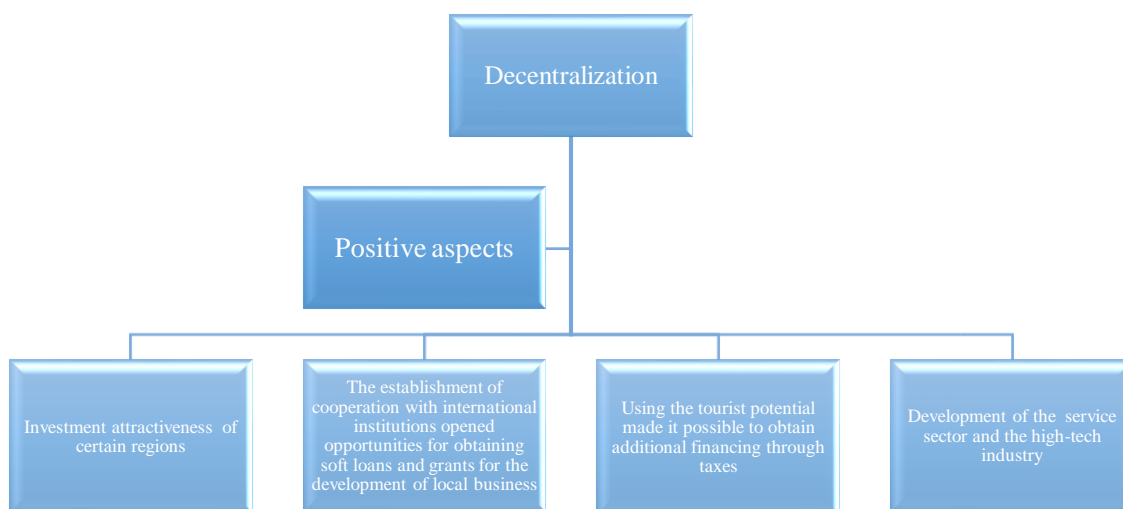 Decentralization
Positive aspects
Investment attractiveness of
certain regions
The establishment of
cooperation with international
institutions opened
opportunities for obtaining
soft loans and grants for the
development of local business
Using the tourist potential
made it possible to obtain
additional financing through
taxes
Development of the service
sector and the high-tech
industry